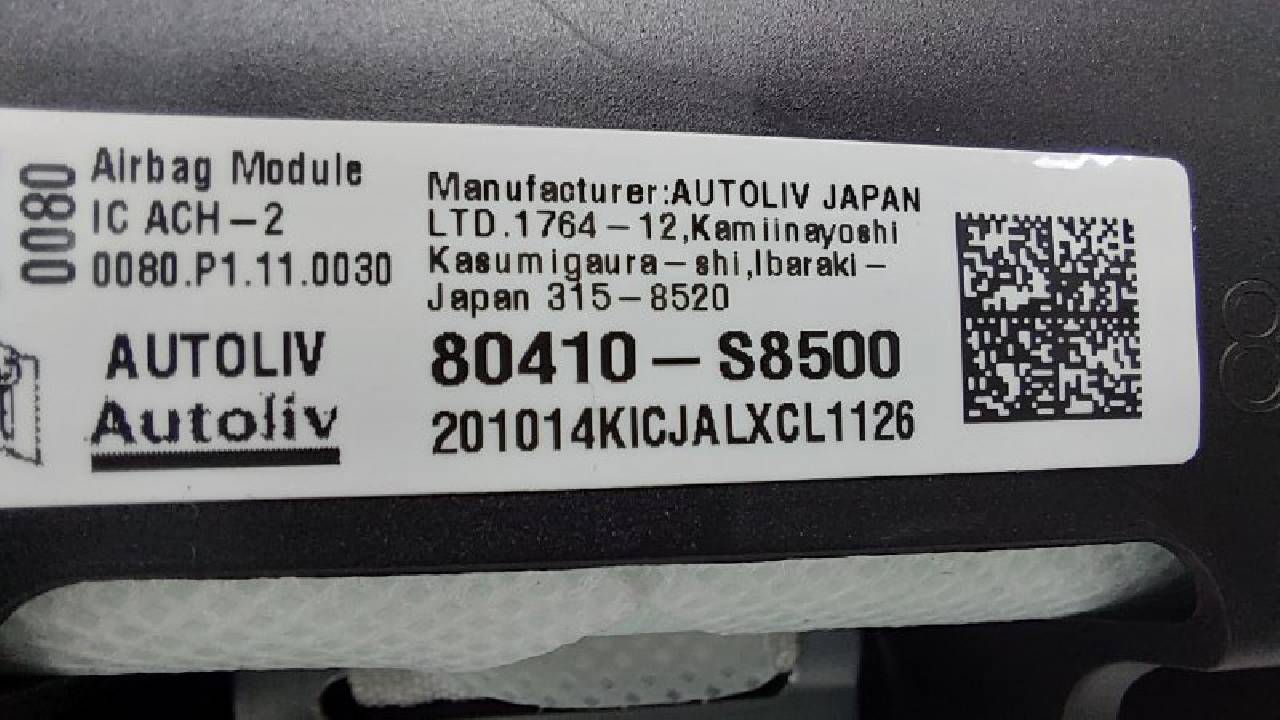 0080
Airbag Module
IC ACH-2
0080.P1.11.0030
AUTOLIV
Autoliv
Manufacturer:AUTOLIV JAPAN
LTD.1764-12,Kamiinayoshi
Kasumigaura-shi,Ibaraki-
Japan 315-8520
80410-S8500
201014KICJALXCL1126